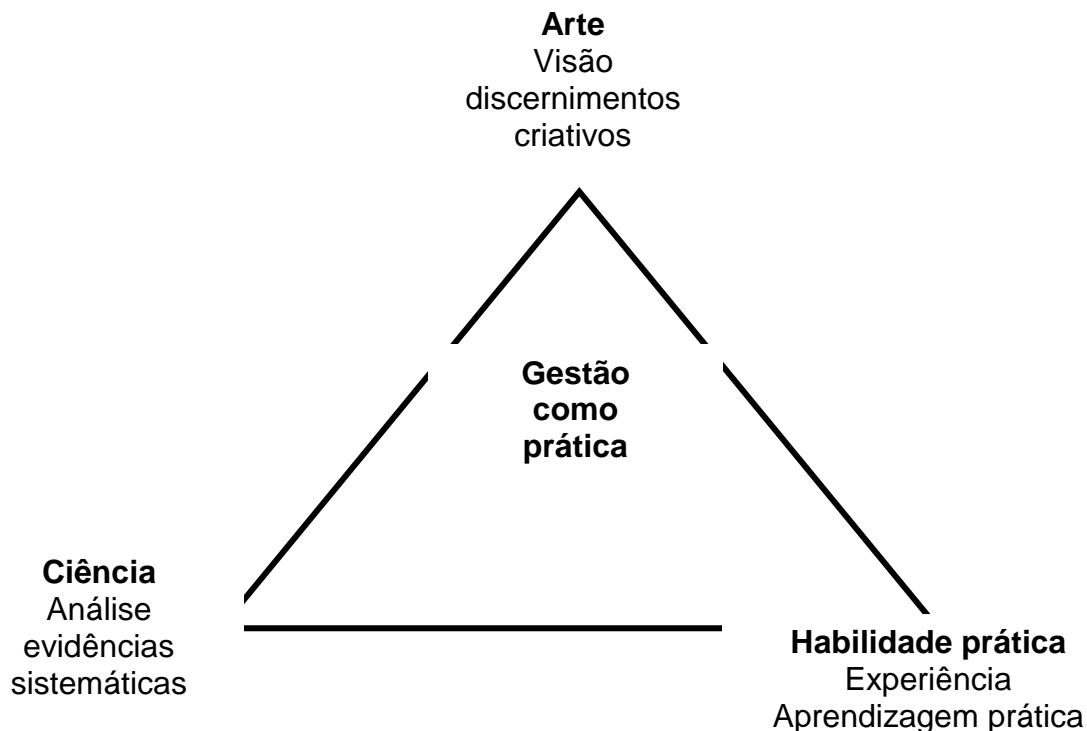 Arte
Visão
discernimentos
criativos
Gestão
como
prática
Ciência
Análise
evidências
sistemáticas
Habilidade prática
Experiência
Aprendizagem prática